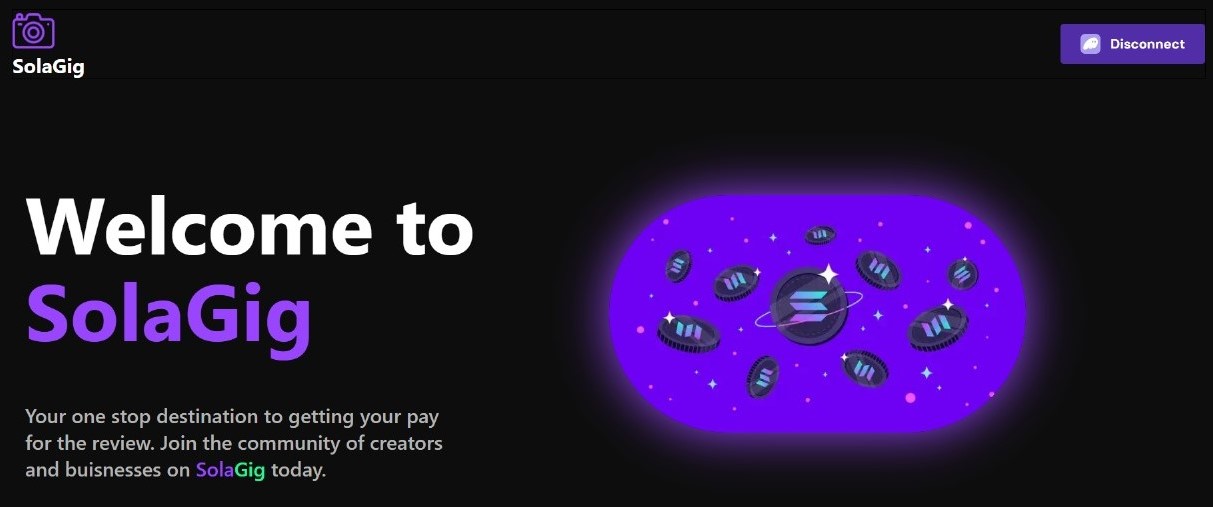 SolaGig
Disconnect
Welcome to
SolaGig
Your one stop destination to getting your pay
for the review. Join the community of creators
and buisnesses on SolaGig today.